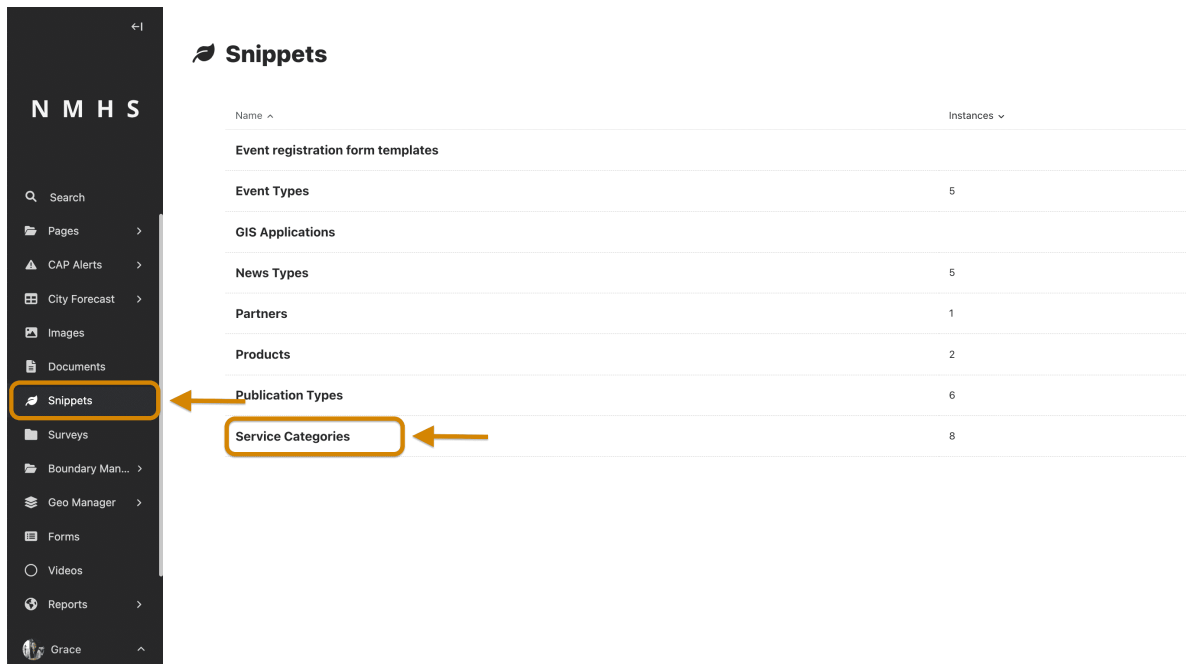 NMHS
Search
Pages
CAP Alerts
City Forecast
Images
Documents
Snippets
Surveys
Boundary Man...
Geo Manager
Forms
Videos
Reports
Grace
Snippets
Name Instances
Event registration form templates
Event Types 5
GIS Applications
News Types 5
Partners 1
Products 2
Publication Types 6
Service Categories 8